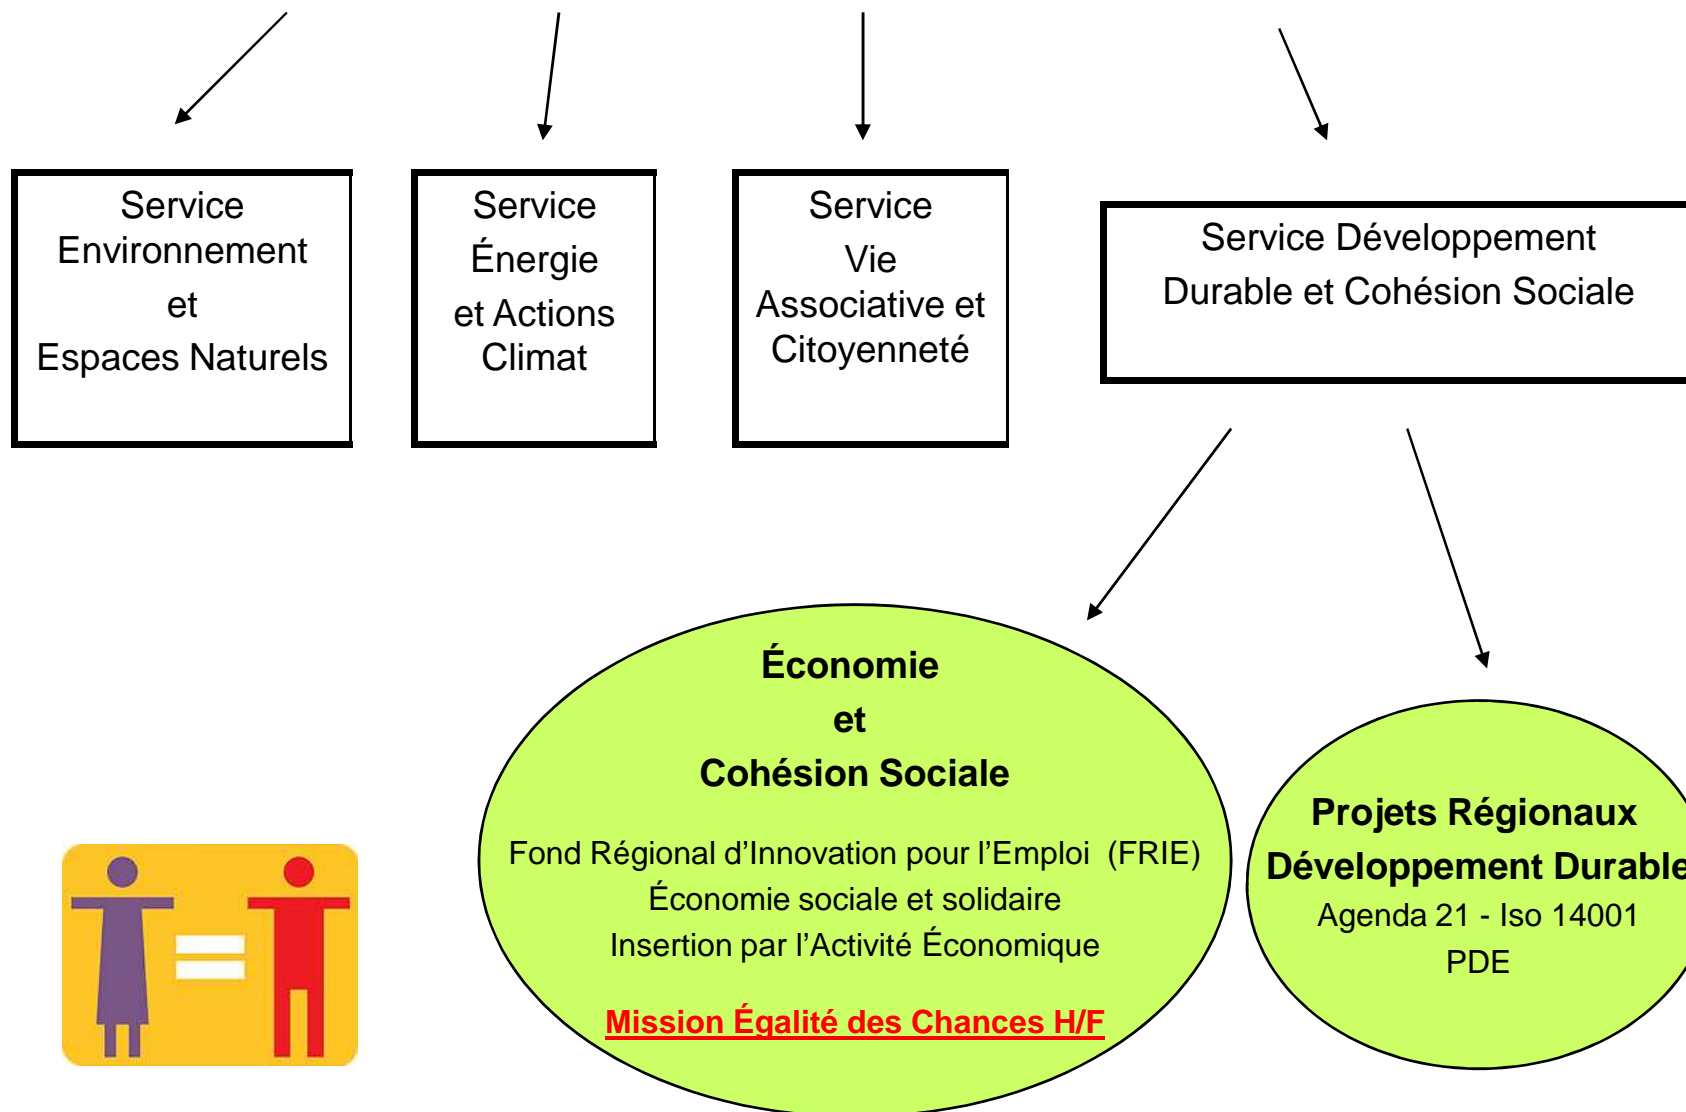 Service
Environnement
et
Espaces Naturels
Service
Énergie
et Actions
Climat
Service
Vie
Associative et
Citoyenneté
Service Développement
Durable et Cohésion Sociale
Économie
et
Cohésion Sociale
Fond Régional d’Innovation pour l’Emploi (FRIE)
Économie sociale et solidaire
Insertion par l’Activité Économique
Mission Égalité des Chances H/F
Projets Régionaux
Développement Durable
Agenda 21 - Iso 14001
PDE